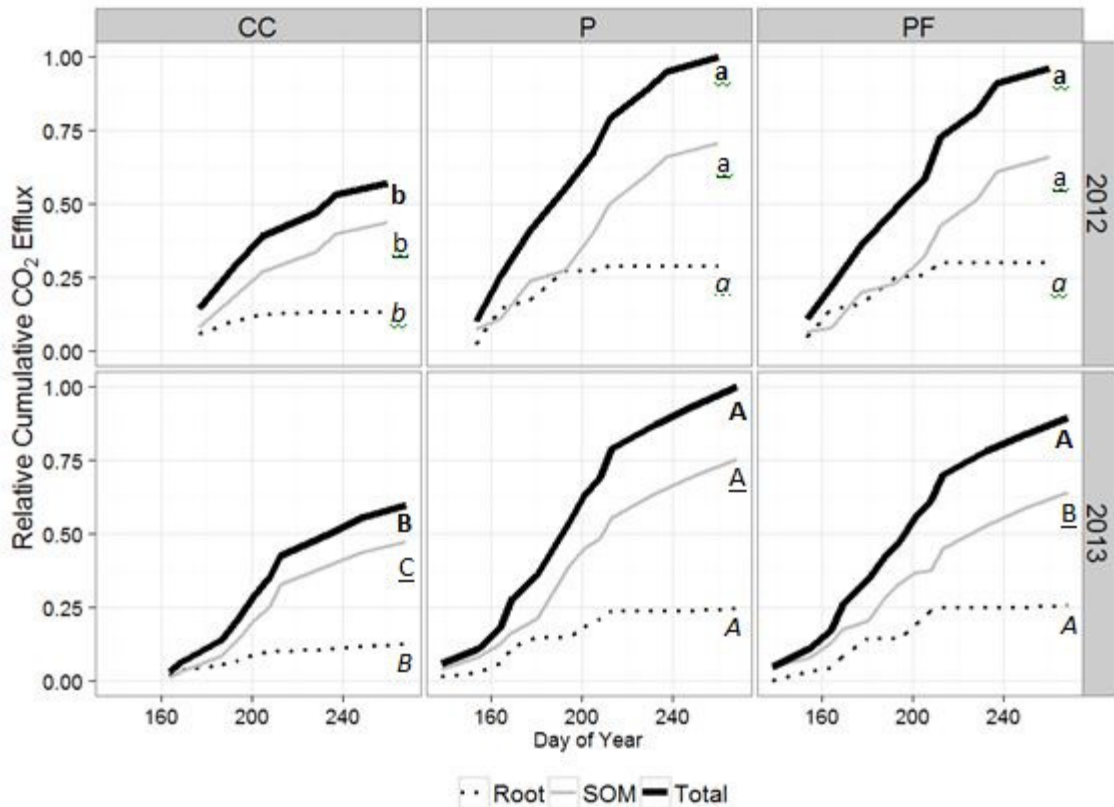 CC P PF
1.00
0.75
0.50
0.25
0.00
a a
b a a
b
b a a
2012
Relative Cumulative CO₂ Efflux
1.00
0.75
0.50
0.25
0.00
B A A
C A B
B A A
2013
160 200 240 160 200 240 160 200 240
Day of Year
Root SOM Total